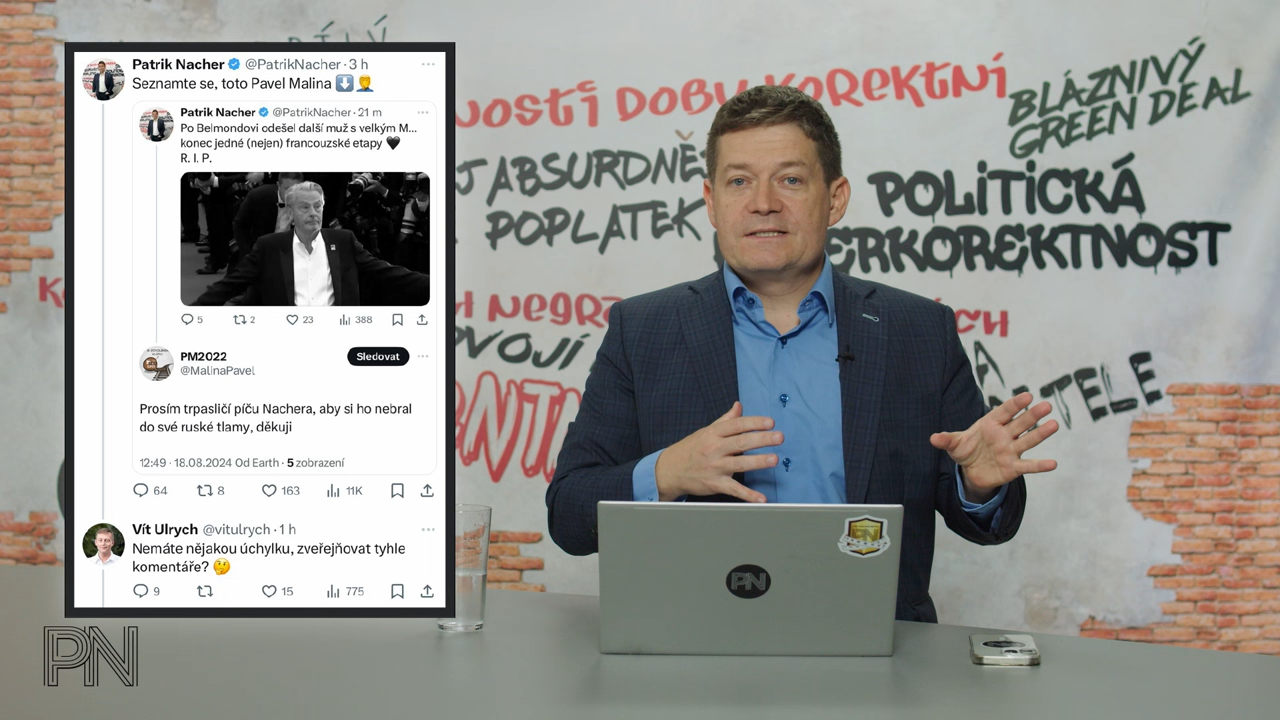 Patrik Nacher @PatrikNacher · 3 h
Seznamte se, toto Pavel Malina ⬇️🤦‍♂️
Patrik Nacher @PatrikNacher · 21 m
Po Belmondovi odešel další muž s velkým M...
konec jedné (nejen) francouzské etapy 🖤
R. I. P.
5 2 23 388
PM2022
Sledovat
@MalinaPavel
Prosím trpasličí píču Nachera, aby si ho nebral
do své ruské tlamy, děkuji
12:49 · 18.08.2024 Od Earth · 5 zobrazení
64 8 163 11K
Vít Ulrych @vitulrych · 1 h
Nemáte nějakou úchylku, zveřejňovat tyhle
komentáře? 🤔
9 15 775
DOBY KOREKTNÍ
BLÁZNIVÝ
GREEN DEAL
ABSURDNĚ
POPLATEK
POLITICKÁ
ERKOREKTNOST
PN
PN